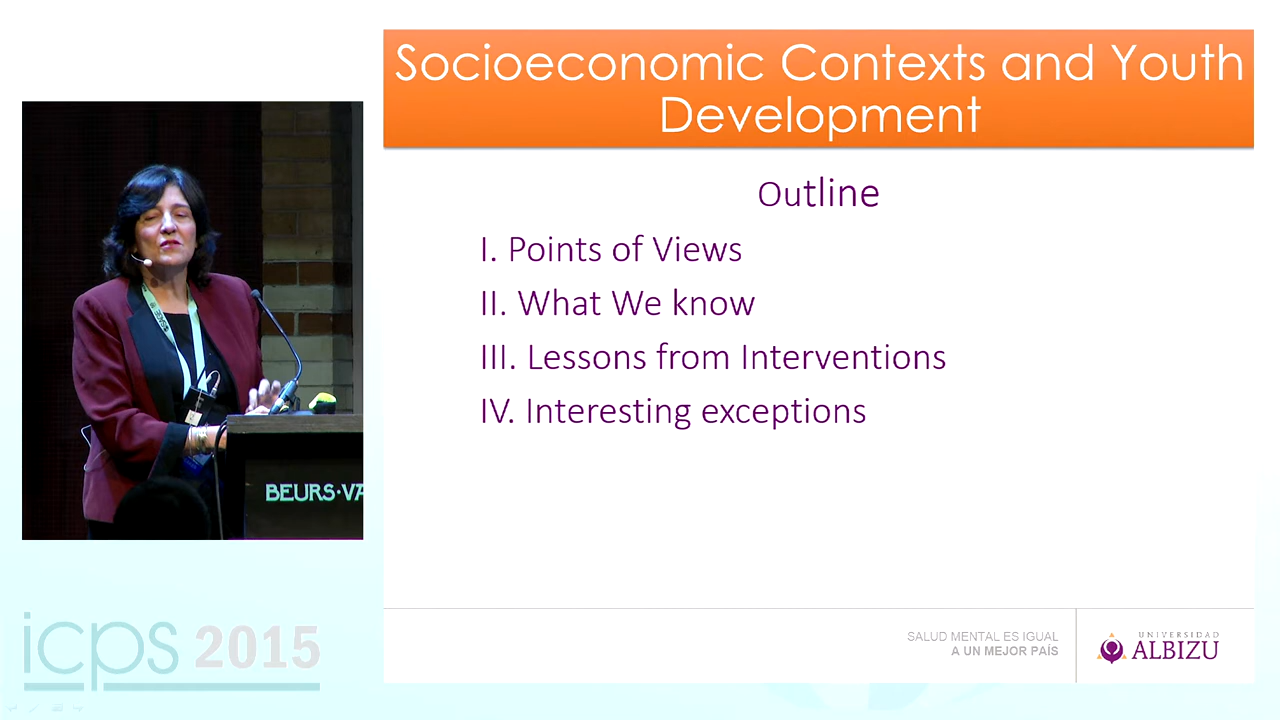 Socioeconomic Contexts and Youth
Development
Outline
I. Points of Views
II. What We know
III. Lessons from Interventions
IV. Interesting exceptions
BEURS·VA
icps 2015
SALUD MENTAL ES IGUAL
A UN MEJOR PAÍS
UNIVERSIDAD
ALBIZU